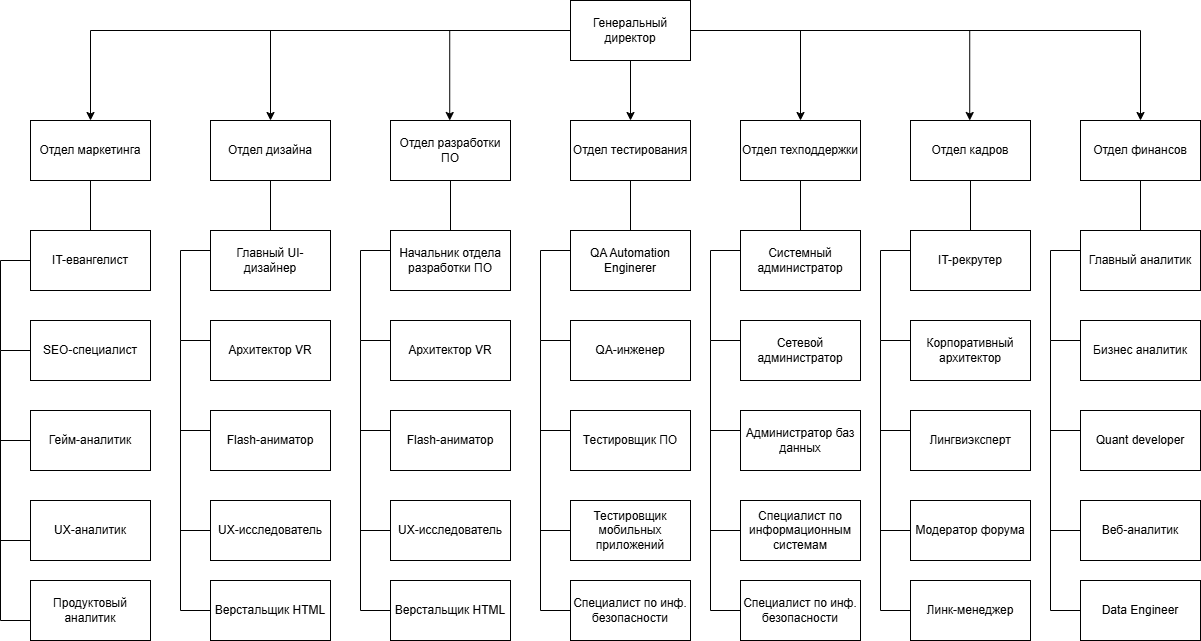 Генеральный
директор
Отдел маркетинга
Отдел дизайна
Отдел разработки
ПО
Отдел тестирования
Отдел техподдержки
Отдел кадров
Отдел финансов
IT-евангелист
Главный UI-
дизайнер
Начальник отдела
разработки ПО
QA Automation
Enginerer
Системный
администратор
IT-рекрутер
Главный аналитик
SEO-специалист
Архитектор VR
Архитектор VR
QA-инженер
Сетевой
администратор
Корпоративный
архитектор
Бизнес аналитик
Гейм-аналитик
Flash-аниматор
Flash-аниматор
Тестировщик ПО
Администратор баз
данных
Лингвиэксперт
Quant developer
UX-аналитик
UX-исследователь
UX-исследователь
Тестировщик
мобильных
приложений
Специалист по
информационным
системам
Модератор форума
Веб-аналитик
Продуктовый
аналитик
Верстальщик HTML
Верстальщик HTML
Специалист по инф.
безопасности
Специалист по инф.
безопасности
Линк-менеджер
Data Engineer